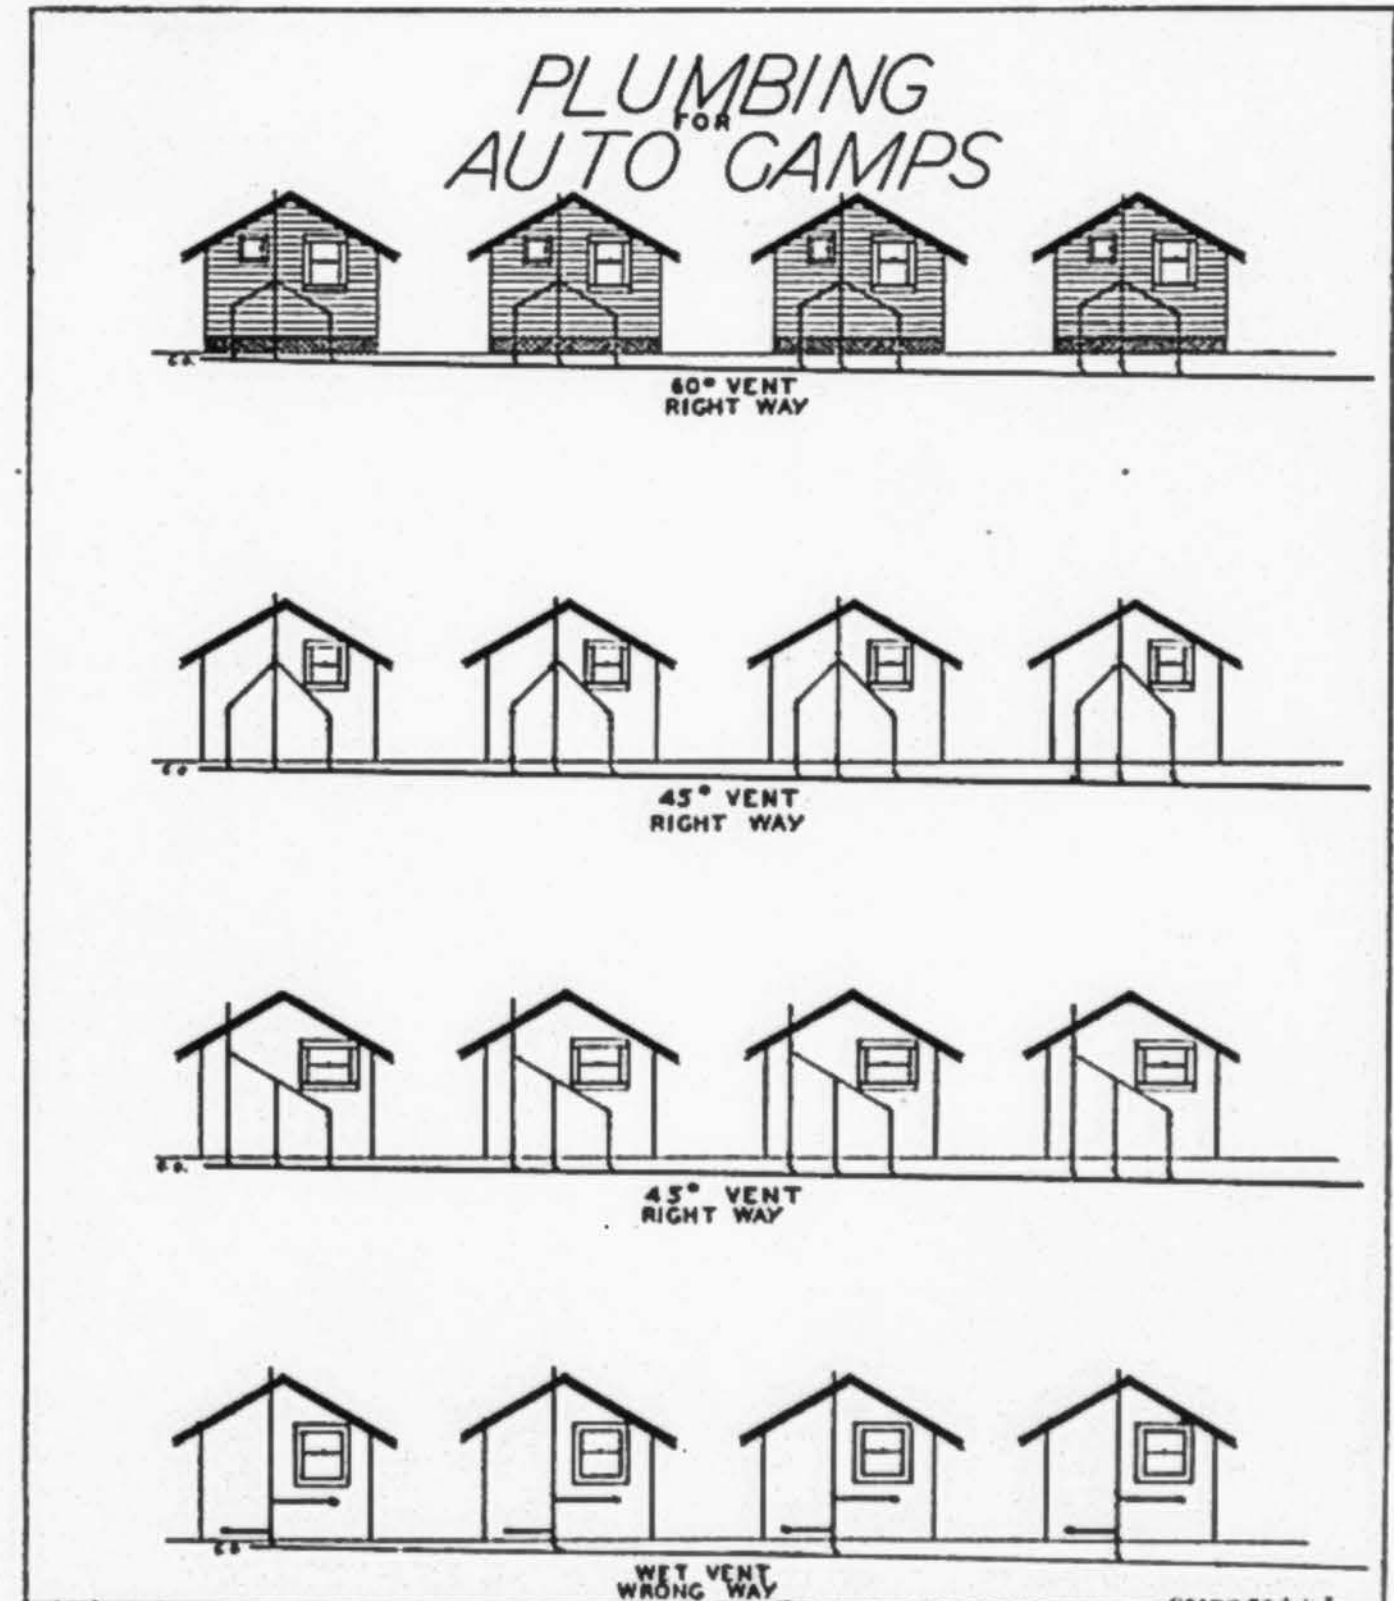 PLUMBING
FOR
AUTO CAMPS
C.O.
60° VENT
RIGHT WAY
C.O.
45° VENT
RIGHT WAY
C.O.
45° VENT
RIGHT WAY
C.O.
WET VENT
WRONG WAY